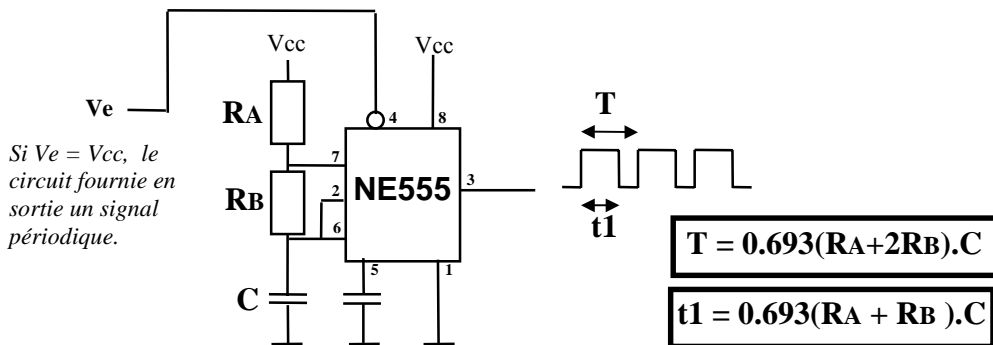 Vcc
Vcc
Ve
RA
4
8
T
Si Ve = Vcc, le
circuit fournie en
sortie un signal
périodique.
7
RB
2
NE555
3
6
t1
5
1
C
T = 0.693(RA+2RB).C
t1 = 0.693(RA + RB ).C